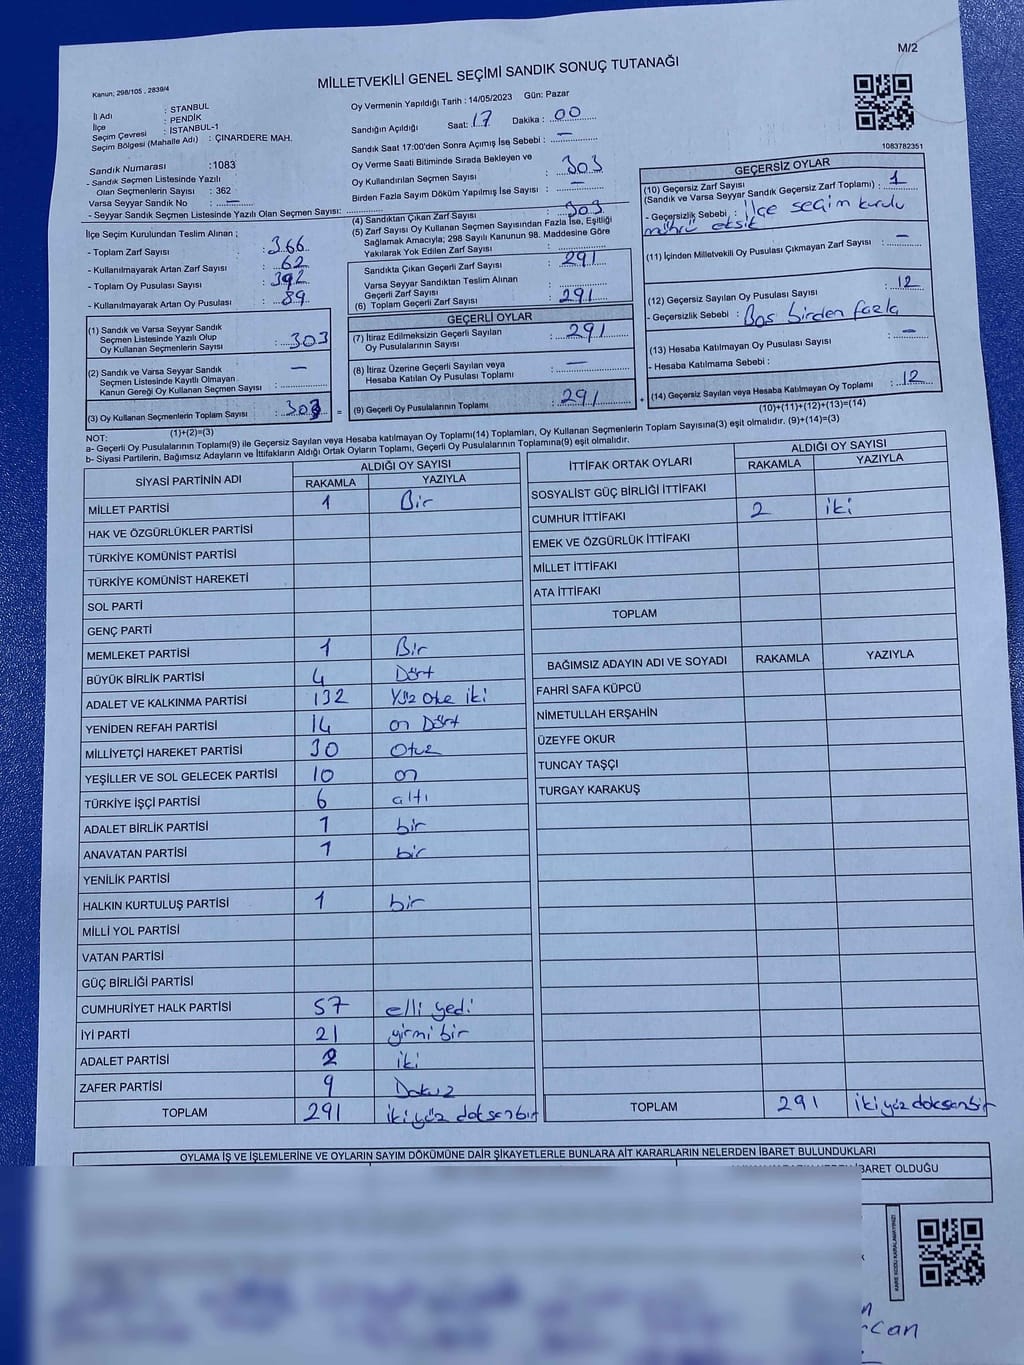 M/2
MİLLETVEKİLİ GENEL SEÇİMİ SANDIK SONUÇ TUTANAĞI
Kanun, 298/105 , 2839/4
İl Adı : STANBUL
İlçe : PENDİK
Seçim Çevresi : İSTANBUL-1
Seçim Bölgesi (Mahalle Adı) : ÇINARDERE MAH.
Sandık Numarası :1083
- Sandık Seçmen Listesinde Yazılı
Olan Seçmenlerin Sayısı : 362
Varsa Seyyar Sandık No : —
- Seyyar Sandık Seçmen Listesinde Yazılı Olan Seçmen Sayısı:
İlçe Seçim Kurulundan Teslim Alınan ;
- Toplam Zarf Sayısı : 366
- Kullanılmayarak Artan Zarf Sayısı : 62
- Toplam Oy Pusulası Sayısı : 392
- Kullanılmayarak Artan Oy Pusulası : 89
Oy Vermenin Yapıldığı Tarih : 14/05/2023 Gün: Pazar
Sandığın Açıldığı Saat: 17 Dakika : 00
Sandık Saat 17:00'den Sonra Açımış İse Sebebi : —
Oy Verme Saati Bitiminde Sırada Bekleyen ve
Oy Kullandırılan Seçmen Sayısı : 303
Birden Fazla Sayım Döküm Yapılmış İse Sayısı : —
(4) Sandıktan Çıkan Zarf Sayısı : 303
(5) Zarf Sayısı Oy Kullanan Seçmen Sayısından Fazla İse, Eşitliği
Sağlamak Amacıyla; 298 Sayılı Kanunun 98. Maddesine Göre
Yakılarak Yok Edilen Zarf Sayısı :
Sandıkta Çıkan Geçerli Zarf Sayısı : 291
Varsa Seyyar Sandıktan Teslim Alınan
Geçerli Zarf Sayısı :
(6) Toplam Geçerli Zarf Sayısı : 291
1083782351
GEÇERSİZ OYLAR
(10) Geçersiz Zarf Sayısı
(Sandık ve Varsa Seyyar Sandık Geçersiz Zarf Toplamı) : 1
- Geçersizlik Sebebi : ilçe seçim kurulu
mührü eksik
(11) İçinden Milletvekili Oy Pusulası Çıkmayan Zarf Sayısı : —
(12) Geçersiz Sayılan Oy Pusulası Sayısı : 12
- Geçersizlik Sebebi : Boş birden fazla
(13) Hesaba Katılmayan Oy Pusulası Sayısı : —
- Hesaba Katılmama Sebebi :
(14) Geçersiz Sayılan veya Hesaba Katılmayan Oy Toplamı : 12
(10)+(11)+(12)+(13)=(14)
(1) Sandık ve Varsa Seyyar Sandık
Seçmen Listesinde Yazılı Olup
Oy Kullanan Seçmenlerin Sayısı : 303
(2) Sandık ve Varsa Seyyar Sandık
Seçmen Listesinde Kayıtlı Olmayan
Kanun Gereği Oy Kullanan Seçmen Sayısı : —
(3) Oy Kullanan Seçmenlerin Toplam Sayısı : 303
(1)+(2)=(3)
GEÇERLİ OYLAR
(7) İtiraz Edilmeksizin Geçerli Sayılan
Oy Pusulalarının Sayısı : 291
(8) İtiraz Üzerine Geçerli Sayılan veya
Hesaba Katılan Oy Pusulası Toplamı : —
= (9) Geçerli Oy Pusulalarının Toplamı : 291 +
NOT:
a- Geçerli Oy Pusulalarının Toplamı(9) ile Geçersiz Sayılan veya Hesaba katılmayan Oy Toplamı(14) Toplamları, Oy Kullanan Seçmenlerin Toplam Sayısına(3) eşit olmalıdır. (9)+(14)=(3)
b- Siyasi Partilerin, Bağımsız Adayların ve İttifakların Aldığı Ortak Oyların Toplamı, Geçerli Oy Pusulalarının Toplamına(9) eşit olmalıdır.
SİYASİ PARTİNİN ADI ALDIĞI OY SAYISI
RAKAMLA YAZIYLA
MİLLET PARTİSİ 1 Bir
HAK VE ÖZGÜRLÜKLER PARTİSİ
TÜRKİYE KOMÜNİST PARTİSİ
TÜRKİYE KOMÜNİST HAREKETİ
SOL PARTİ
GENÇ PARTİ
MEMLEKET PARTİSİ 1 Bir
BÜYÜK BİRLİK PARTİSİ 4 Dört
ADALET VE KALKINMA PARTİSİ 132 Yüz otuz iki
YENİDEN REFAH PARTİSİ 14 on Dört
MİLLİYETÇİ HAREKET PARTİSİ 30 Otuz
YEŞİLLER VE SOL GELECEK PARTİSİ 10 on
TÜRKİYE İŞÇİ PARTİSİ 6 altı
ADALET BİRLİK PARTİSİ 1 bir
ANAVATAN PARTİSİ 1 bir
YENİLİK PARTİSİ
HALKIN KURTULUŞ PARTİSİ 1 bir
MİLLİ YOL PARTİSİ
VATAN PARTİSİ
GÜÇ BİRLİĞİ PARTİSİ
CUMHURİYET HALK PARTİSİ 57 elli yedi
İYİ PARTİ 21 yirmi bir
ADALET PARTİSİ 2 iki
ZAFER PARTİSİ 9 Dokuz
TOPLAM 291 ikiyüz doksanbir
İTTİFAK ORTAK OYLARI ALDIĞI OY SAYISI
RAKAMLA YAZIYLA
SOSYALİST GÜÇ BİRLİĞİ İTTİFAKI
CUMHUR İTTİFAKI 2 iki
EMEK VE ÖZGÜRLÜK İTTİFAKI
MİLLET İTTİFAKI
ATA İTTİFAKI
TOPLAM
BAĞIMSIZ ADAYIN ADI VE SOYADI RAKAMLA YAZIYLA
FAHRİ SAFA KÜPCÜ
NİMETULLAH ERŞAHİN
ÜZEYFE OKUR
TUNCAY TAŞÇI
TURGAY KARAKUŞ
TOPLAM 291 ikiyüz doksanbir
OYLAMA İŞ VE İŞLEMLERİNE VE OYLARIN SAYIM DÖKÜMÜNE DAİR ŞİKAYETLERLE BUNLARA AİT KARARLARIN NELERDEN İBARET BULUNDUKLARI
İBARET OLDUĞU
KARE KODU KARALAMAYINIZ!